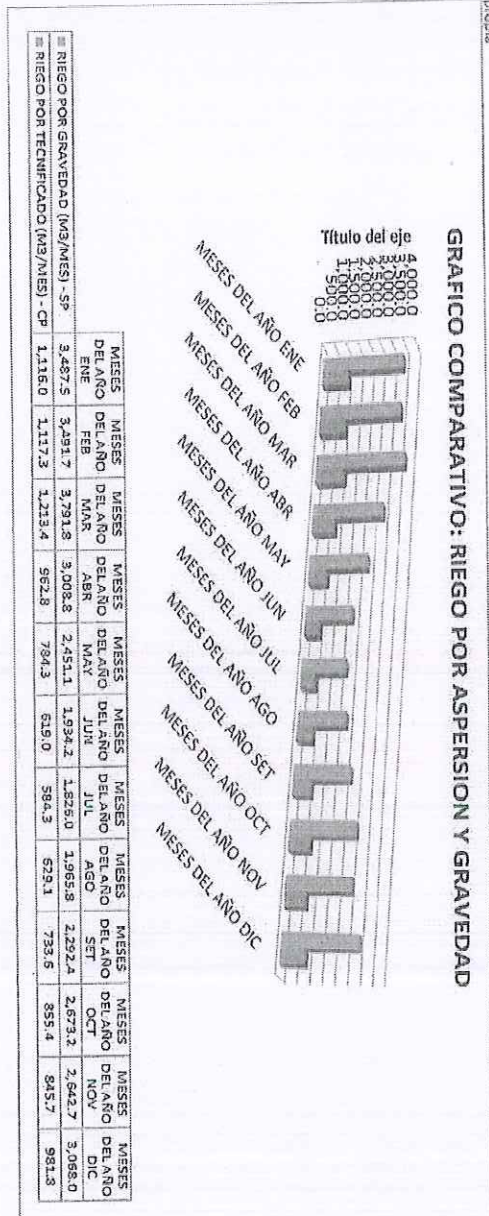 propia
GRAFICO COMPARATIVO: RIEGO POR ASPERSION Y GRAVEDAD
Título del eje
4,000.0
3,500.0
3,000.0
2,500.0
2,000.0
1,500.0
1,000.0
500.0
0.0
MESES DEL AÑO ENE
MESES DEL AÑO FEB
MESES DEL AÑO MAR
MESES DEL AÑO ABR
MESES DEL AÑO MAY
MESES DEL AÑO JUN
MESES DEL AÑO JUL
MESES DEL AÑO AGO
MESES DEL AÑO SET
MESES DEL AÑO OCT
MESES DEL AÑO NOV
MESES DEL AÑO DIC
MESES MESES MESES MESES MESES MESES MESES MESES MESES MESES MESES MESES
DEL AÑO DEL AÑO DEL AÑO DEL AÑO DEL AÑO DEL AÑO DEL AÑO DEL AÑO DEL AÑO DEL AÑO DEL AÑO DEL AÑO
ENE FEB MAR ABR MAY JUN JUL AGO SET OCT NOV DIC
RIEGO POR GRAVEDAD (M3/MES) - SP 3,487.5 3,491.7 3,791.8 3,008.8 2,451.1 1,934.2 1,826.0 1,965.8 2,292.4 2,673.2 2,642.7 3,068.0
RIEGO POR TECNIFICADO (M3/MES) - CP 1,116.0 1,117.3 1,213.4 962.8 784.3 619.0 584.3 629.1 733.6 855.4 845.7 981.8